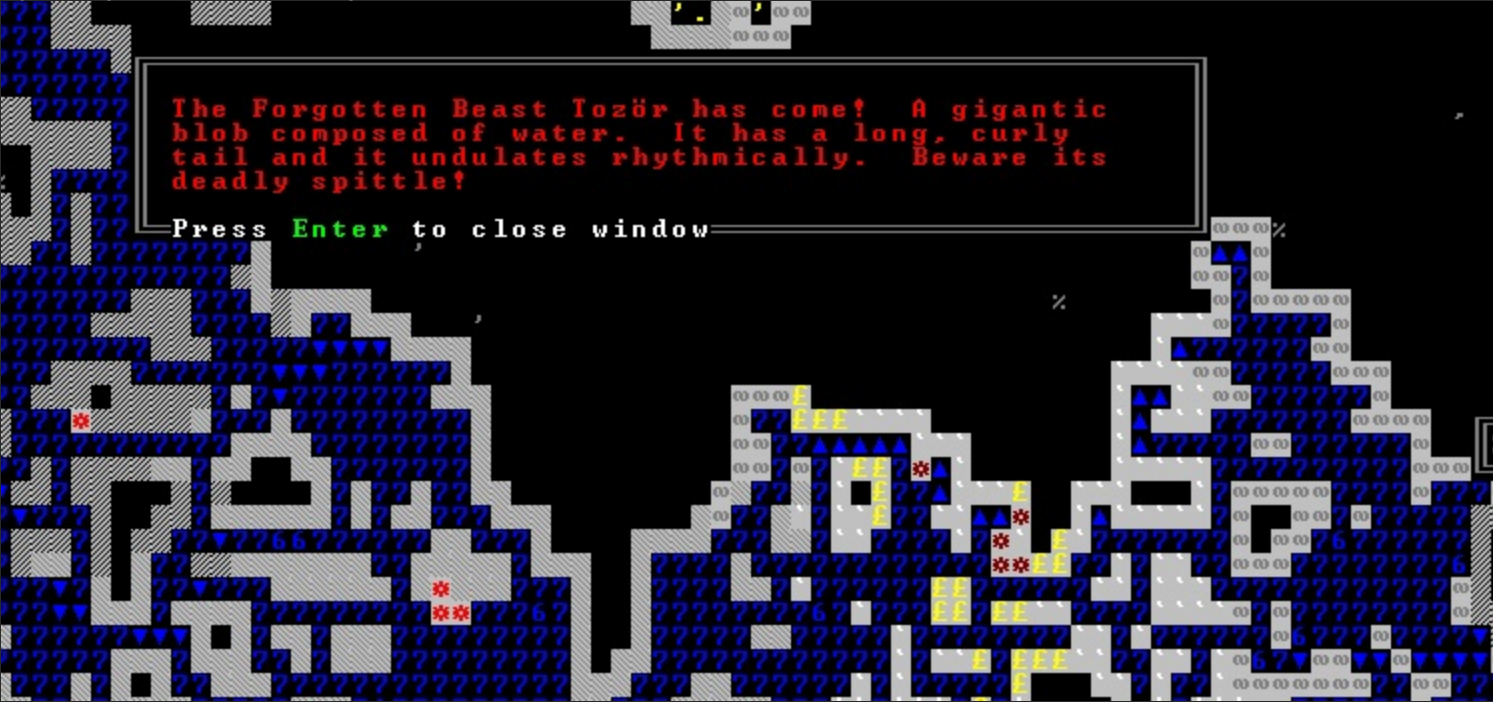 The Forgotten Beast Tozör has come!  A gigantic
blob composed of water.  It has a long, curly
tail and it undulates rhythmically.  Beware its
deadly spittle!
Press Enter to close window